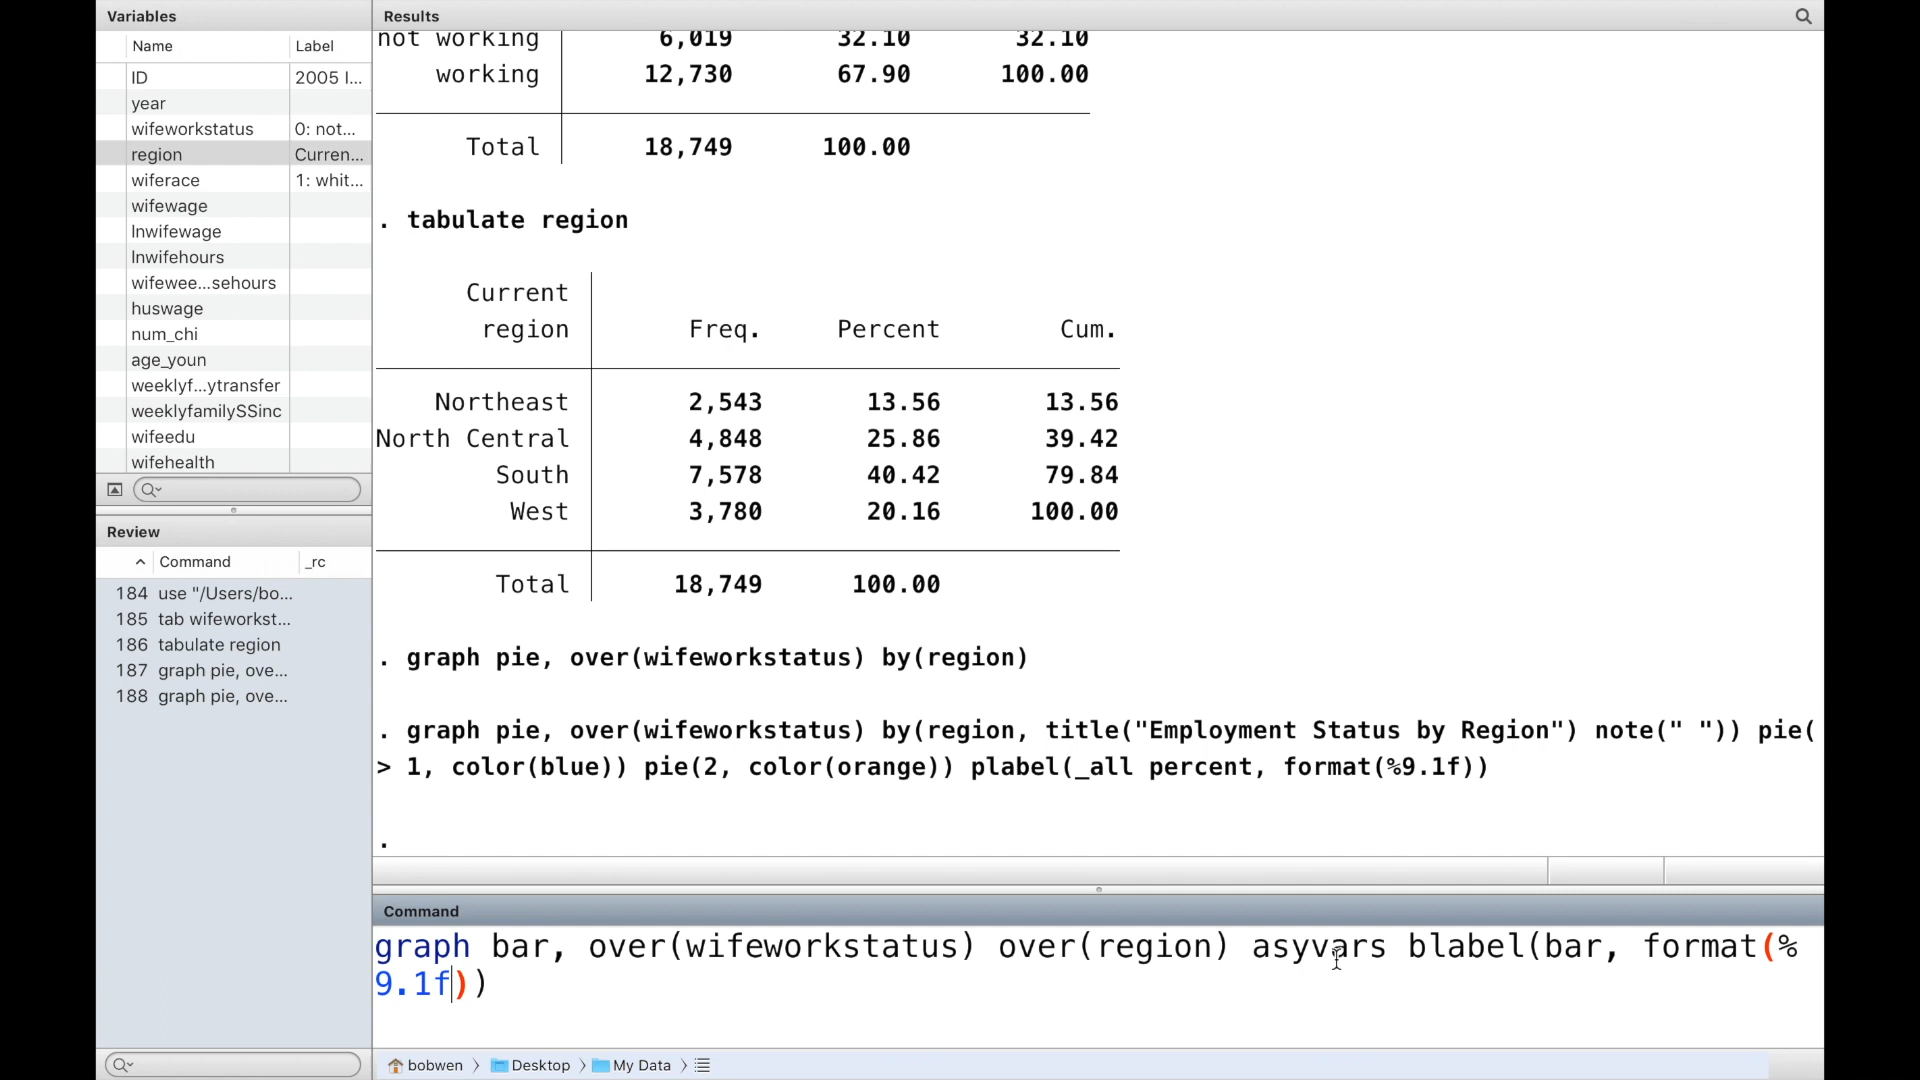 Variables
Name Label
ID 2005 I...
year
wifeworkstatus 0: not...
region Curren...
wiferace 1: whit...
wifewage
lnwifewage
lnwifehours
wifewee...sehours
huswage
num_chi
age_youn
weeklyf...ytransfer
weeklyfamilySSinc
wifeedu
wifehealth
Review
Command _rc
184 use "/Users/bo...
185 tab wifeworkst...
186 tabulate region
187 graph pie, ove...
188 graph pie, ove...
Results
not working 6,019 32.10 32.10
working 12,730 67.90 100.00
Total 18,749 100.00
. tabulate region
Current
region Freq. Percent Cum.
Northeast 2,543 13.56 13.56
North Central 4,848 25.86 39.42
South 7,578 40.42 79.84
West 3,780 20.16 100.00
Total 18,749 100.00
. graph pie, over(wifeworkstatus) by(region)
. graph pie, over(wifeworkstatus) by(region, title("Employment Status by Region") note(" ")) pie(
> 1, color(blue)) pie(2, color(orange)) plabel(_all percent, format(%9.1f))
.
Command
graph bar, over(wifeworkstatus) over(region) asyvars blabel(bar, format(%
9.1f))
bobwen Desktop My Data